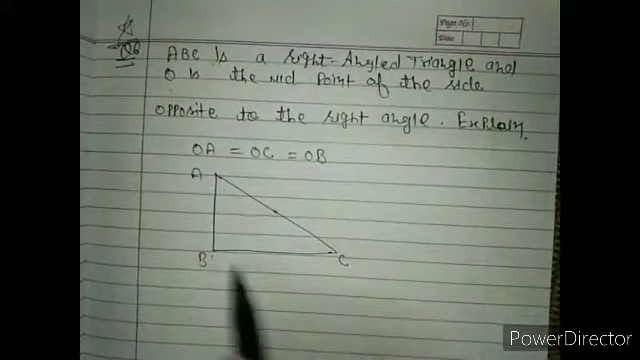 Page No.
Date
Q6 ABC is a right-Angled Triangle and
O is the mid Point of the side
opposite to the right angle. Explain
OA = OC = OB
A
B
C
PowerDirector